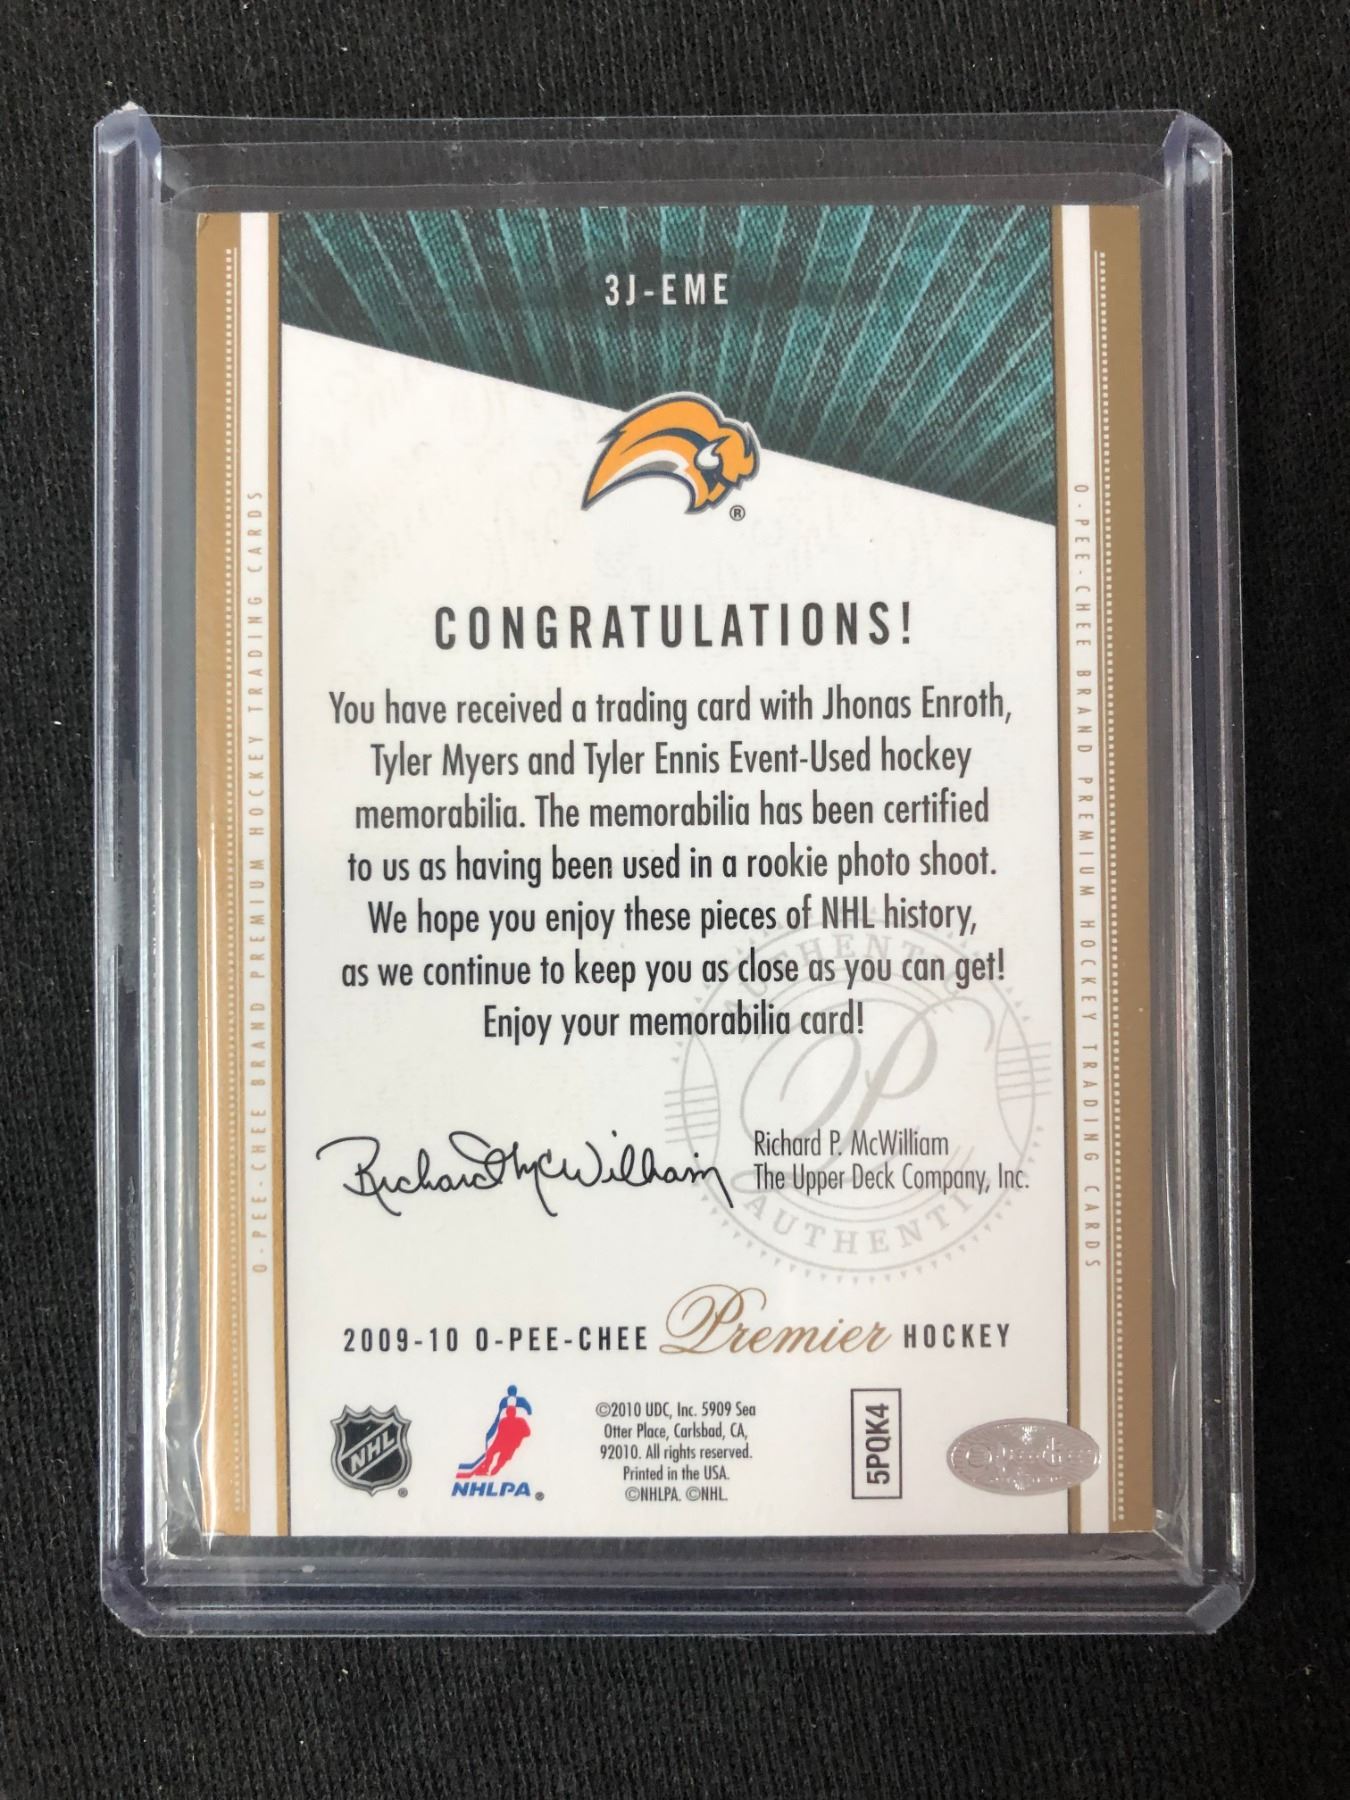 3J-EME
®
CONGRATULATIONS!
You have received a trading card with Jhonas Enroth,
Tyler Myers and Tyler Ennis Event-Used hockey
memorabilia. The memorabilia has been certified
to us as having been used in a rookie photo shoot.
We hope you enjoy these pieces of NHL history,
as we continue to keep you as close as you can get!
Enjoy your memorabilia card!
AUTHENTIC
P
AUTHENTIC
Richard McWilliam
Richard P. McWilliam
The Upper Deck Company, Inc.
2009-10 O-PEE-CHEE Premier HOCKEY
NHL ®
NHLPA ®
©2010 UDC, Inc. 5909 Sea
Otter Place, Carlsbad, CA,
92010. All rights reserved.
Printed in the USA.
©NHLPA. ©NHL.
5PQK4
O-PEE-CHEE BRAND PREMIUM HOCKEY TRADING CARDS
O-PEE-CHEE BRAND PREMIUM HOCKEY TRADING CARDS